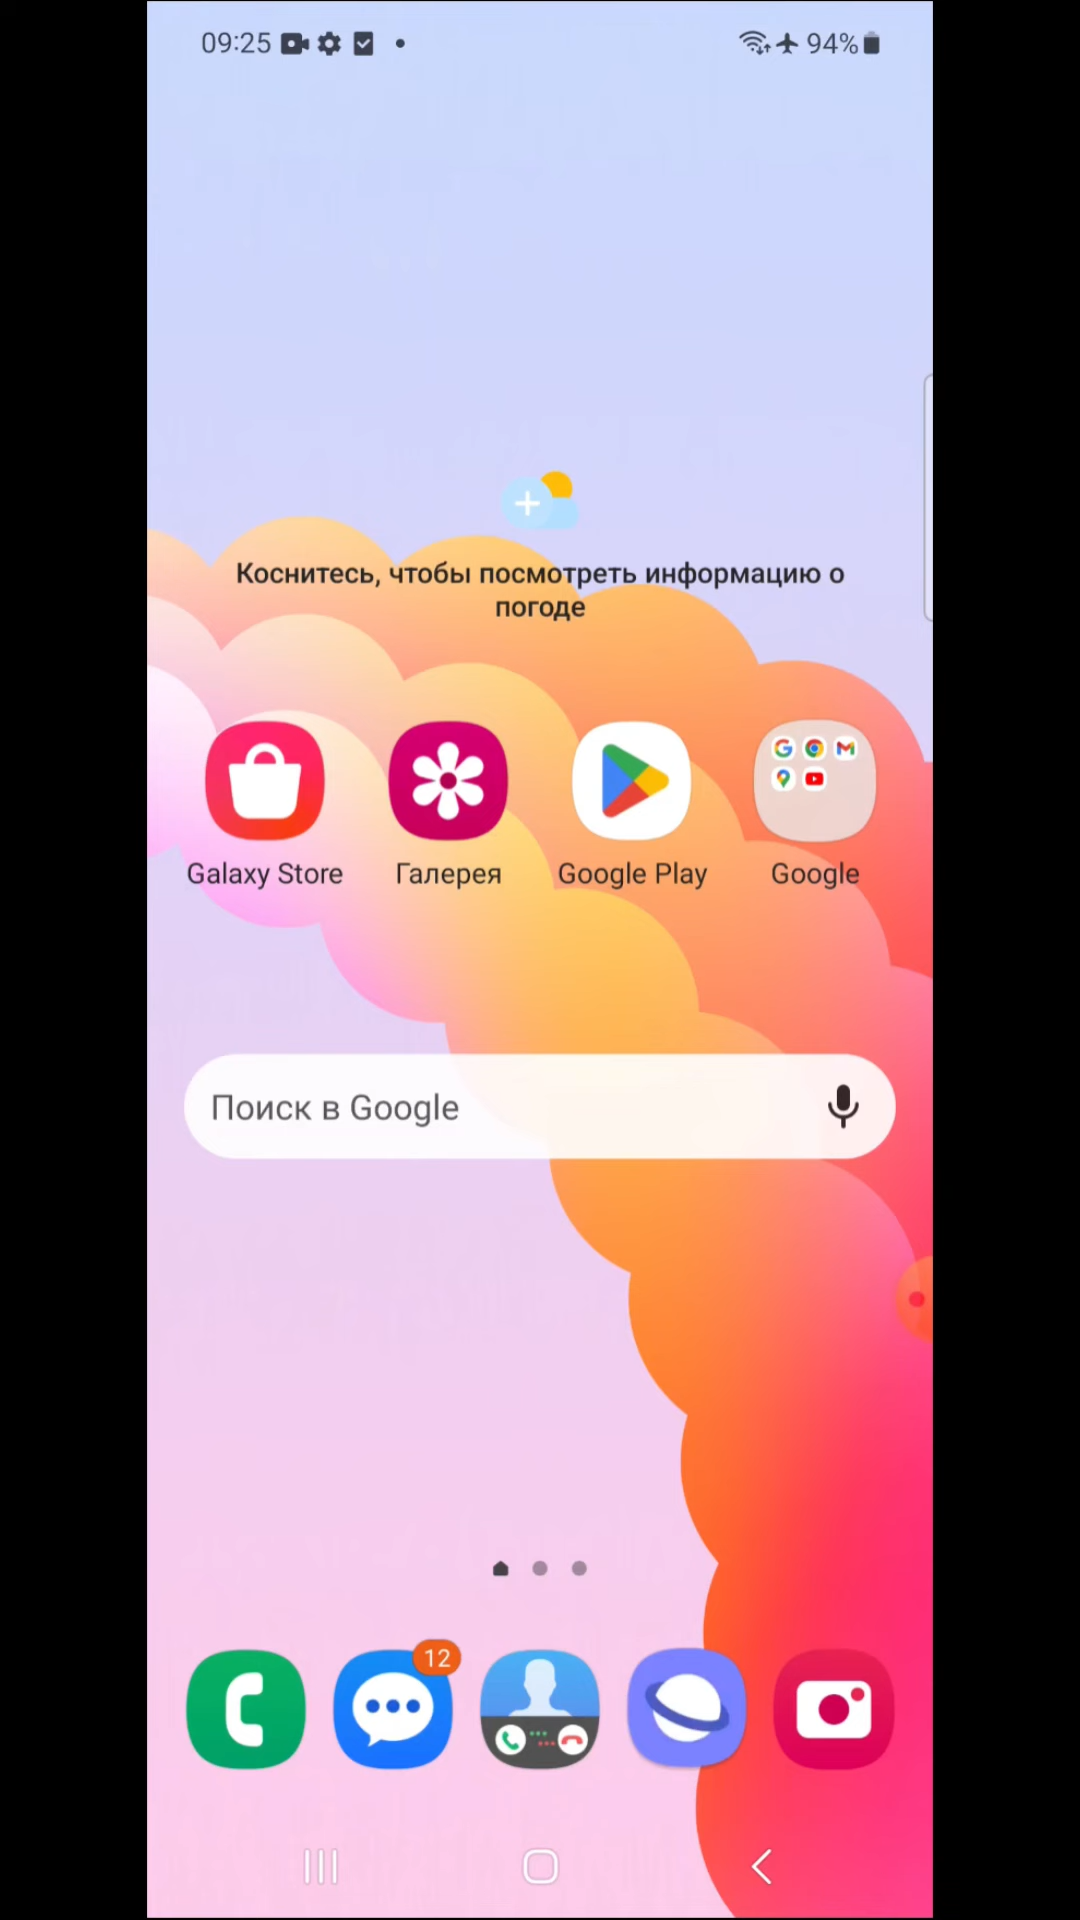 09:25
94%
Коснитесь, чтобы посмотреть информацию о
погоде
Galaxy Store
Галерея
Google Play
Google
Поиск в Google
12